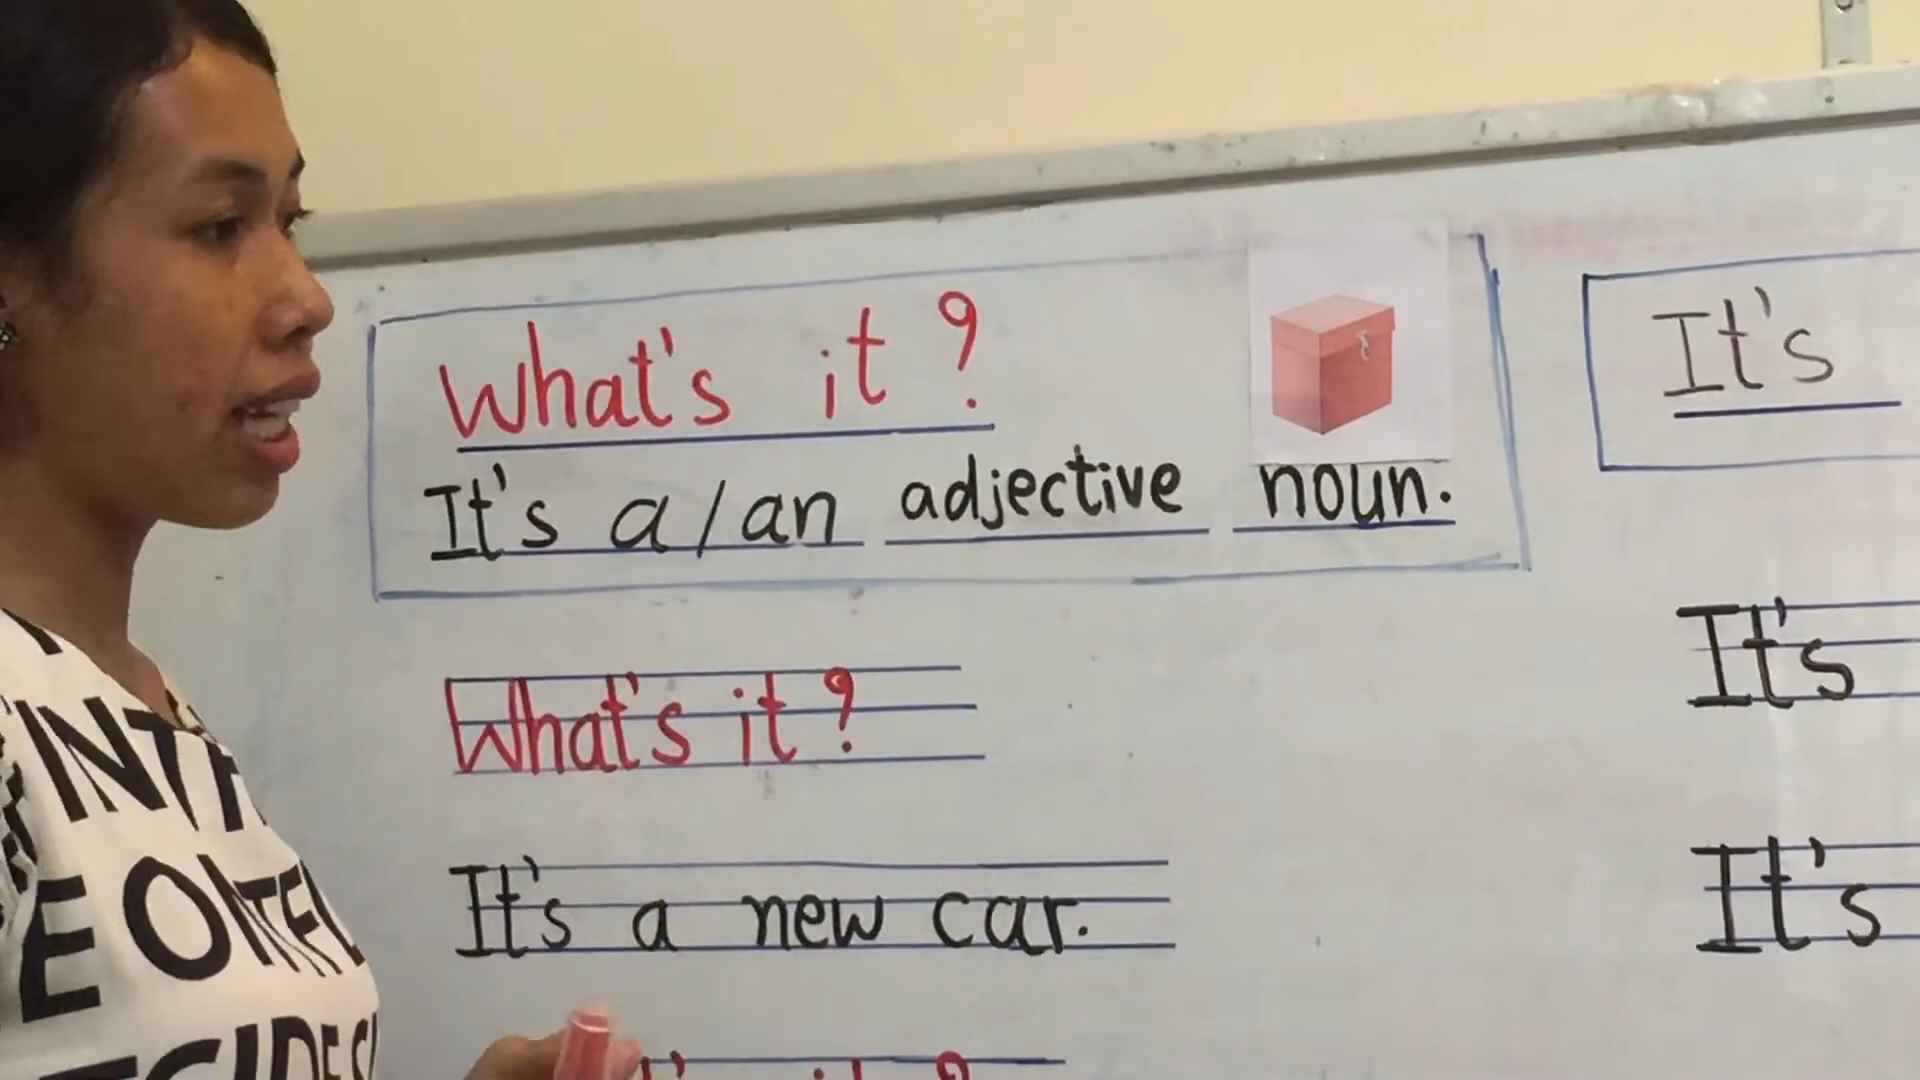 What's it?
It's a/an adjective noun.
What's it?
It's a new car.
It's
It's
It's